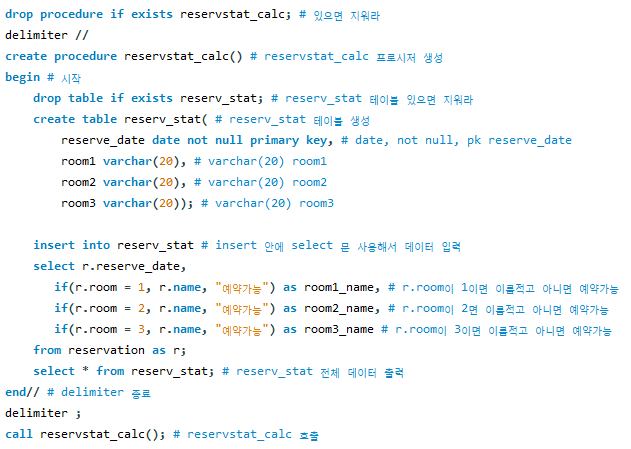 drop procedure if exists reservstat_calc; # 있으면 지워라
delimiter //
create procedure reservstat_calc() # reservstat_calc 프로시저 생성
begin # 시작
    drop table if exists reserv_stat; # reserv_stat 테이블 있으면 지워라
    create table reserv_stat( # reserv_stat 테이블 생성
        reserve_date date not null primary key, # date, not null, pk reserve_date
        room1 varchar(20), # varchar(20) room1
        room2 varchar(20), # varchar(20) room2
        room3 varchar(20)); # varchar(20) room3
    insert into reserv_stat # insert 안에 select 문 사용해서 데이터 입력
    select r.reserve_date,
       if(r.room = 1, r.name, "예약가능") as room1_name, # r.room이 1이면 이름적고 아니면 예약가능
       if(r.room = 2, r.name, "예약가능") as room2_name, # r.room이 2면 이름적고 아니면 예약가능
       if(r.room = 3, r.name, "예약가능") as room3_name # r.room이 3이면 이름적고 아니면 예약가능
    from reservation as r;
    select * from reserv_stat; # reserv_stat 전체 데이터 출력
end// # delimiter 종료
delimiter ;
call reservstat_calc(); # reservstat_calc 호출